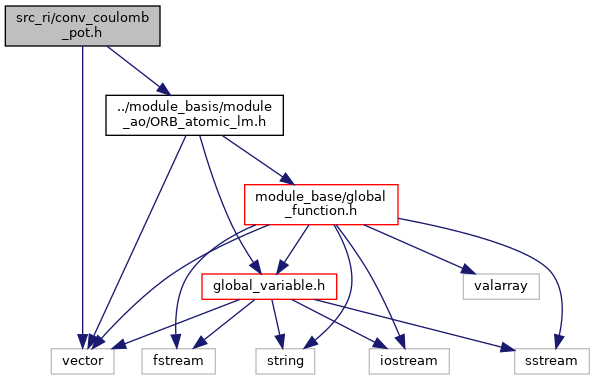 src_ri/conv_coulomb
_pot.h
../module_basis/module
_ao/ORB_atomic_lm.h
module_base/global
_function.h
global_variable.h
valarray
vector
fstream
string
iostream
sstream